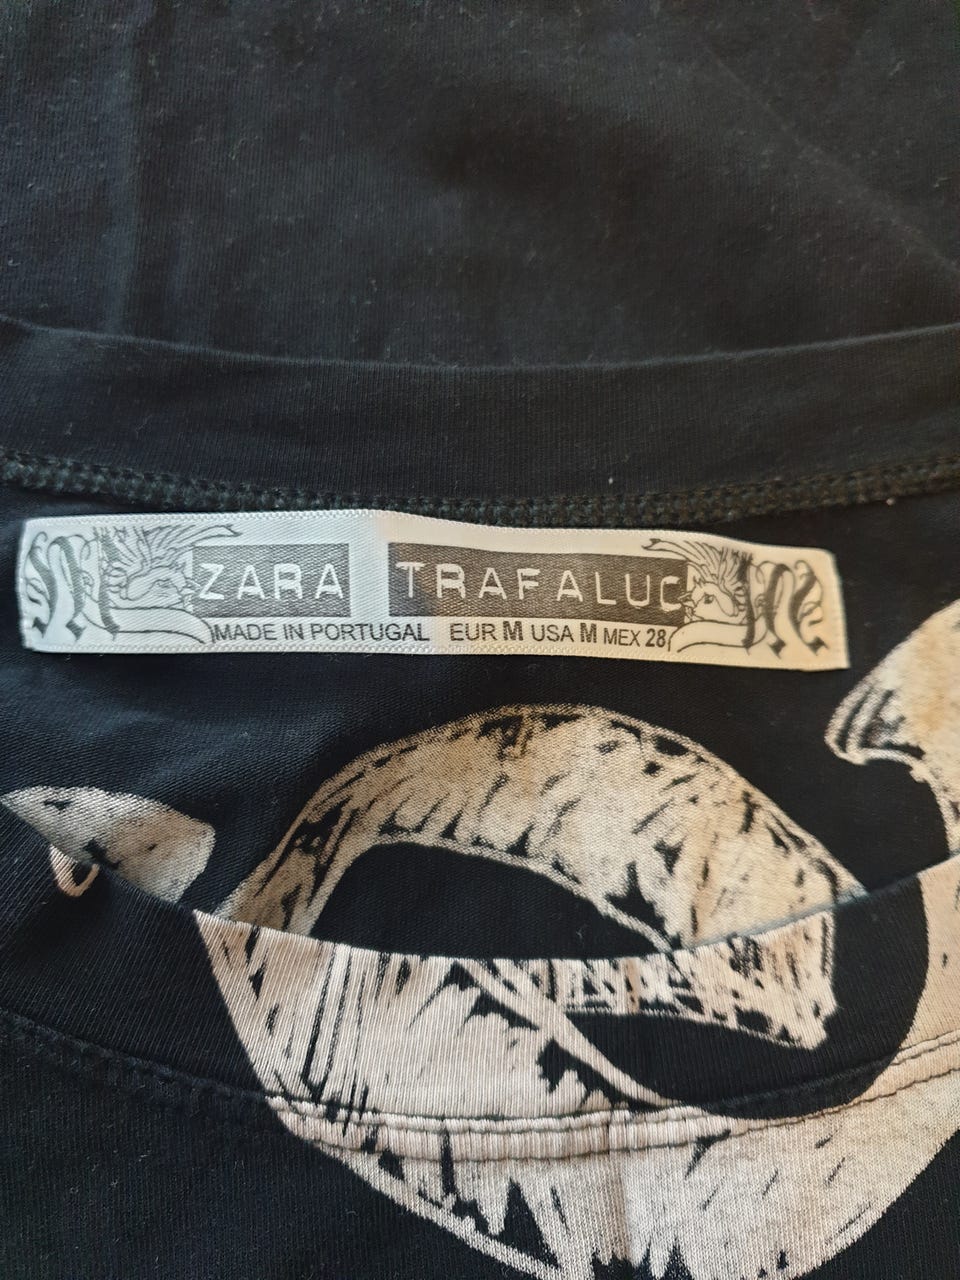 ZARA TRAFALUC
MADE IN PORTUGAL EUR M USA M MEX 28